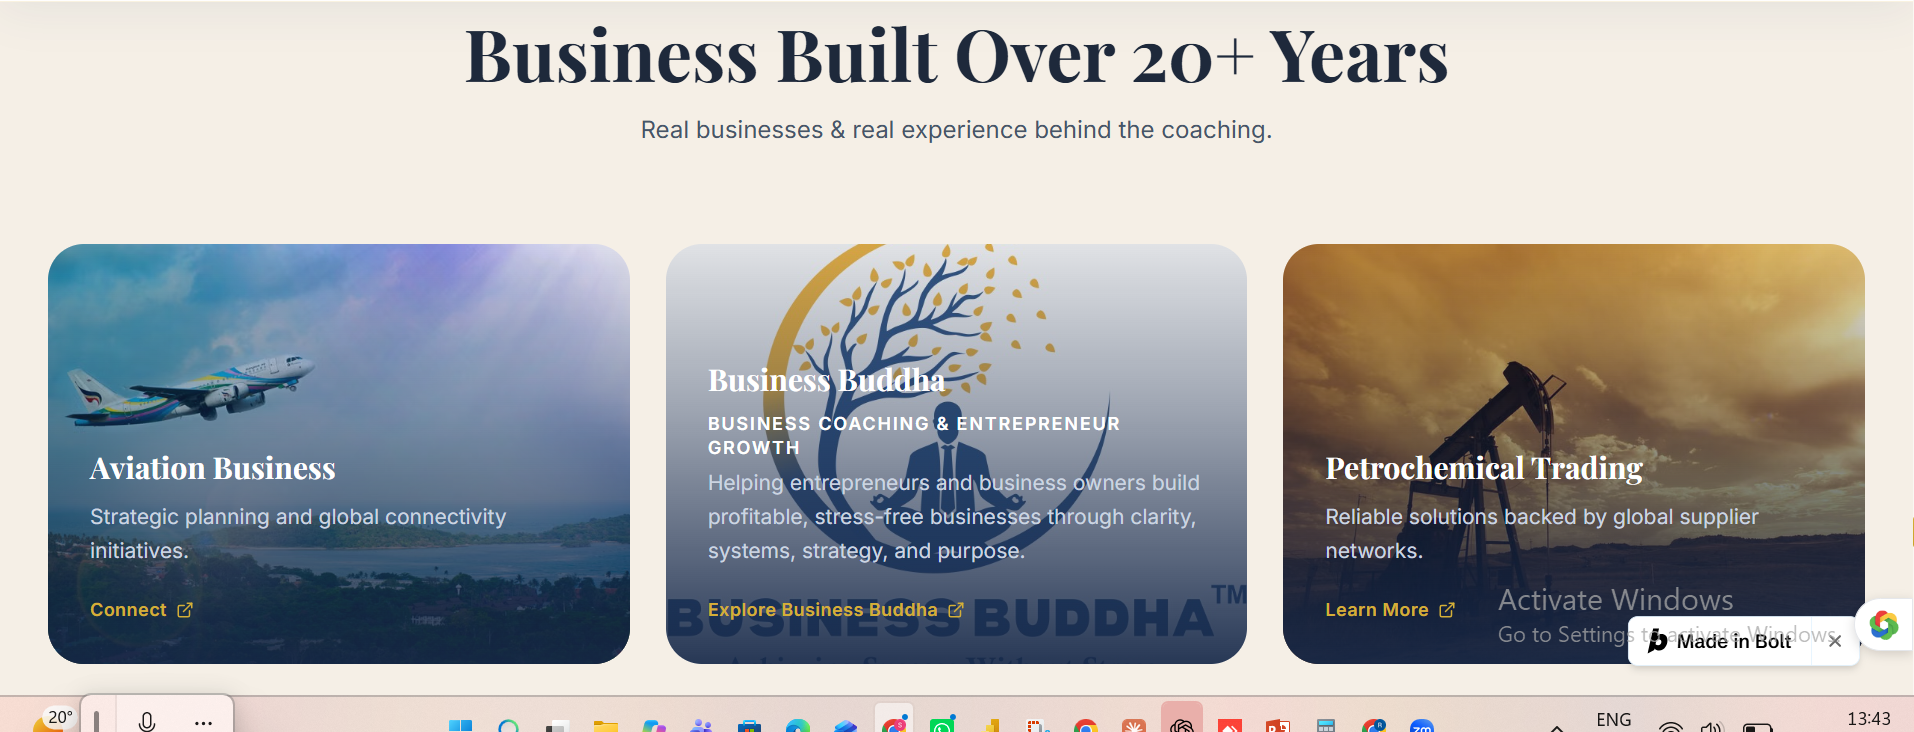 Business Built Over 20+ Years
Real businesses & real experience behind the coaching.
Aviation Business
Strategic planning and global connectivity
initiatives.
Connect
Business Buddha
BUSINESS COACHING & ENTREPRENEUR
GROWTH
Helping entrepreneurs and business owners build
profitable, stress-free businesses through clarity,
systems, strategy, and purpose.
Explore Business Buddha
BUSINESS BUDDHA™
Petrochemical Trading
Reliable solutions backed by global supplier
networks.
Learn More
Activate Windows
Go to Settings to activate Windows.
Made in Bolt
20°
ENG
13:43